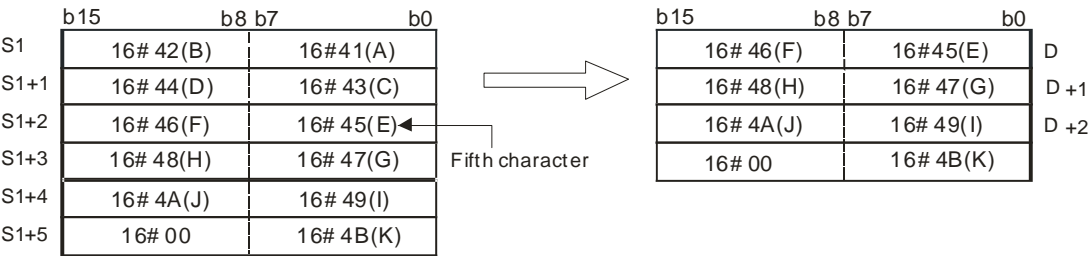 b15 b8 b7 b0 b15 b8 b7 b0
S1 16# 42(B) 16#41(A) 16# 46(F) 16#45(E) D
S1+1 16# 44(D) 16# 43(C) 16# 48(H) 16# 47(G) D +1
S1+2 16# 46(F) 16# 45(E) 16# 4A(J) 16# 49(I) D +2
S1+3 16# 48(H) 16# 47(G) Fifth character 16# 00 16# 4B(K)
S1+4 16# 4A(J) 16# 49(I)
S1+5 16# 00 16# 4B(K)